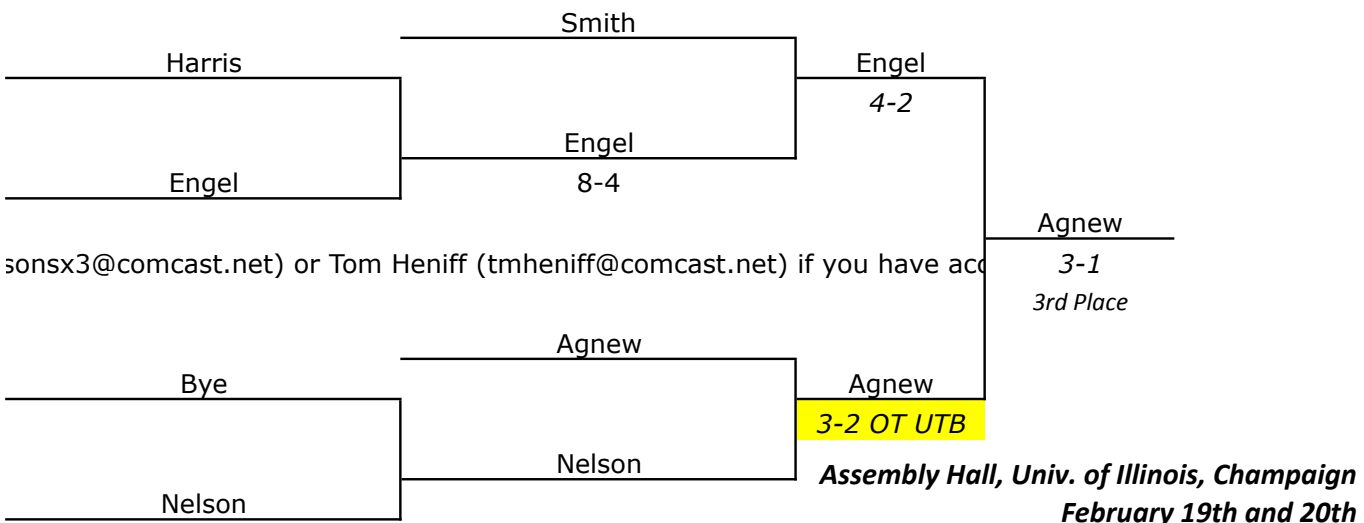 Smith
Harris
Engel
4-2
Engel
Engel
8-4
Agnew
sonsx3@comcast.net) or Tom Heniff (tmheniff@comcast.net) if you have
3-1
3rd Place
Agnew
Bye
Agnew
3-2 OT UTB
Nelson
Assembly Hall, Univ. of Illinois, Champaign
Nelson
February 19th and 20th